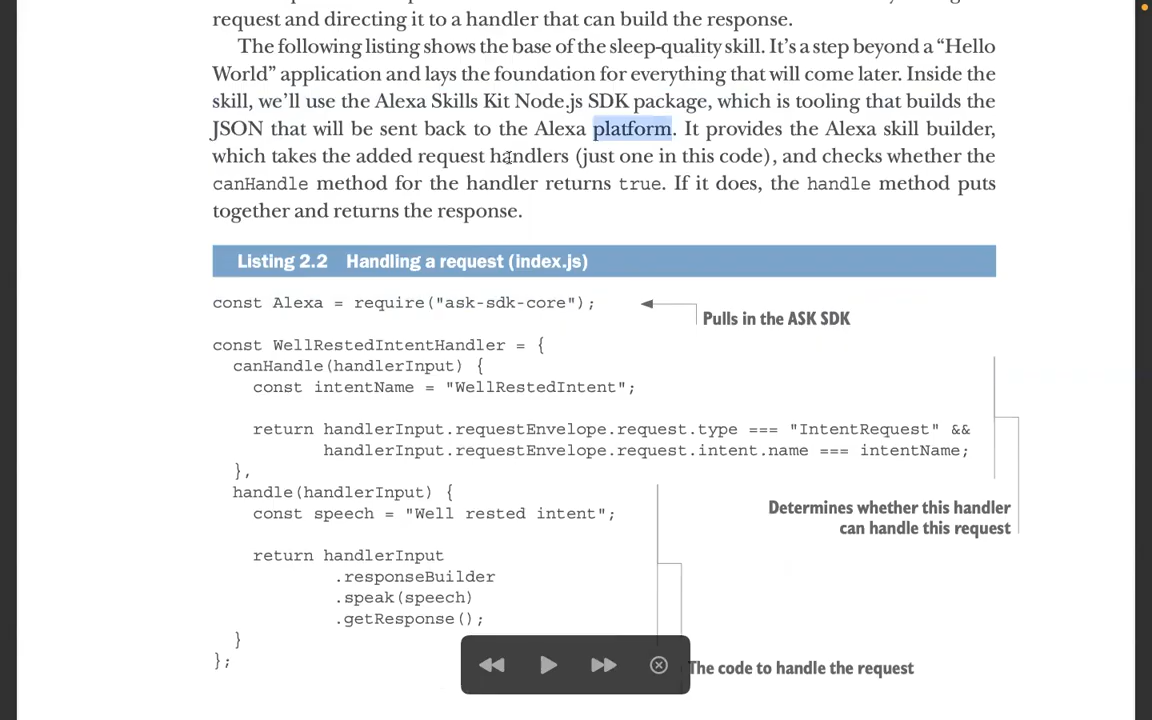 request and directing it to a handler that can build the response.
The following listing shows the base of the sleep-quality skill. It's a step beyond a “Hello
World” application and lays the foundation for everything that will come later. Inside the
skill, we'll use the Alexa Skills Kit Node.js SDK package, which is tooling that builds the
JSON that will be sent back to the Alexa platform. It provides the Alexa skill builder,
which takes the added request handlers (just one in this code), and checks whether the
canHandle method for the handler returns true. If it does, the handle method puts
together and returns the response.
Listing 2.2 Handling a request (index.js)
const Alexa = require("ask-sdk-core");
Pulls in the ASK SDK
const WellRestedIntentHandler = {
canHandle(handlerInput) {
const intentName = "WellRestedIntent";
return handlerInput.requestEnvelope.request.type === "IntentRequest" &&
handlerInput.requestEnvelope.request.intent.name === intentName;
},
handle(handlerInput) {
const speech = "Well rested intent";
Determines whether this handler
can handle this request
return handlerInput
.responseBuilder
.speak(speech)
.getResponse();
}
};
The code to handle the request